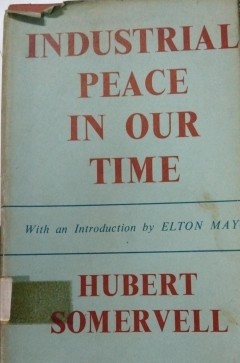 INDUSTRIAL
PEACE
IN OUR
TIME
With an Introduction by ELTON MAY
HUBERT
SOMERVELL